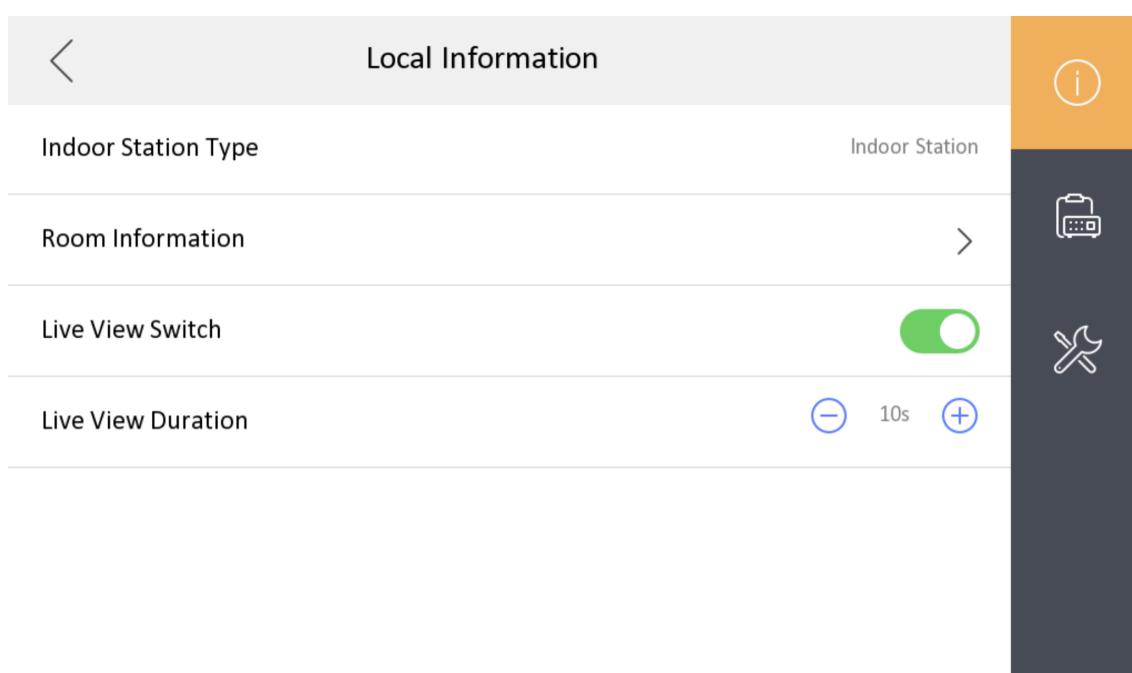 Local Information
Indoor Station Type
Indoor Station
Room Information
Live View Switch
Live View Duration
10s